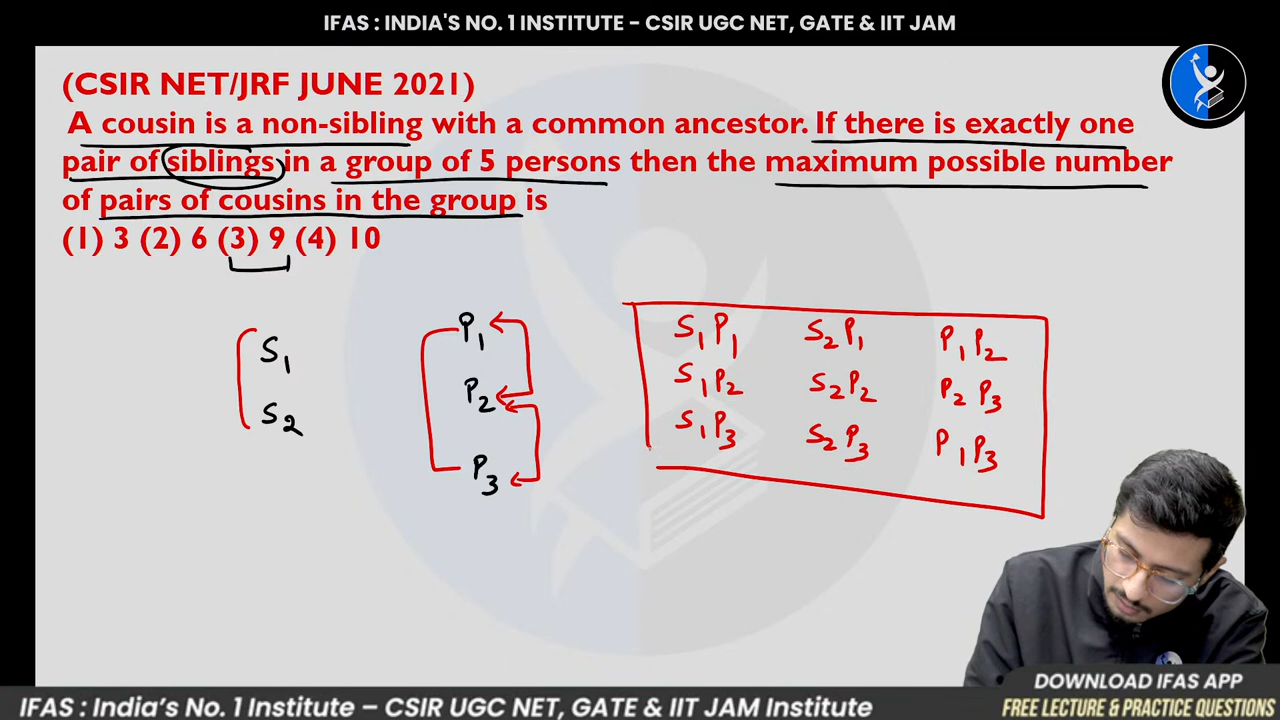 IFAS : INDIA'S NO. 1 INSTITUTE – CSIR UGC NET, GATE & IIT JAM
(CSIR NET/JRF JUNE 2021)
A cousin is a non-sibling with a common ancestor. If there is exactly one
pair of siblings in a group of 5 persons then the maximum possible number
of pairs of cousins in the group is
(1) 3 (2) 6 (3) 9 (4) 10
S1
S2
P1
P2
P3
S1P1 S2P1 P1P2
S1P2 S2P2 P2P3
S1P3 S2P3 P1P3
DOWNLOAD IFAS APP
FREE LECTURE & PRACTICE QUESTIONS
IFAS : India's No. 1 Institute – CSIR UGC NET, GATE & IIT JAM Institute